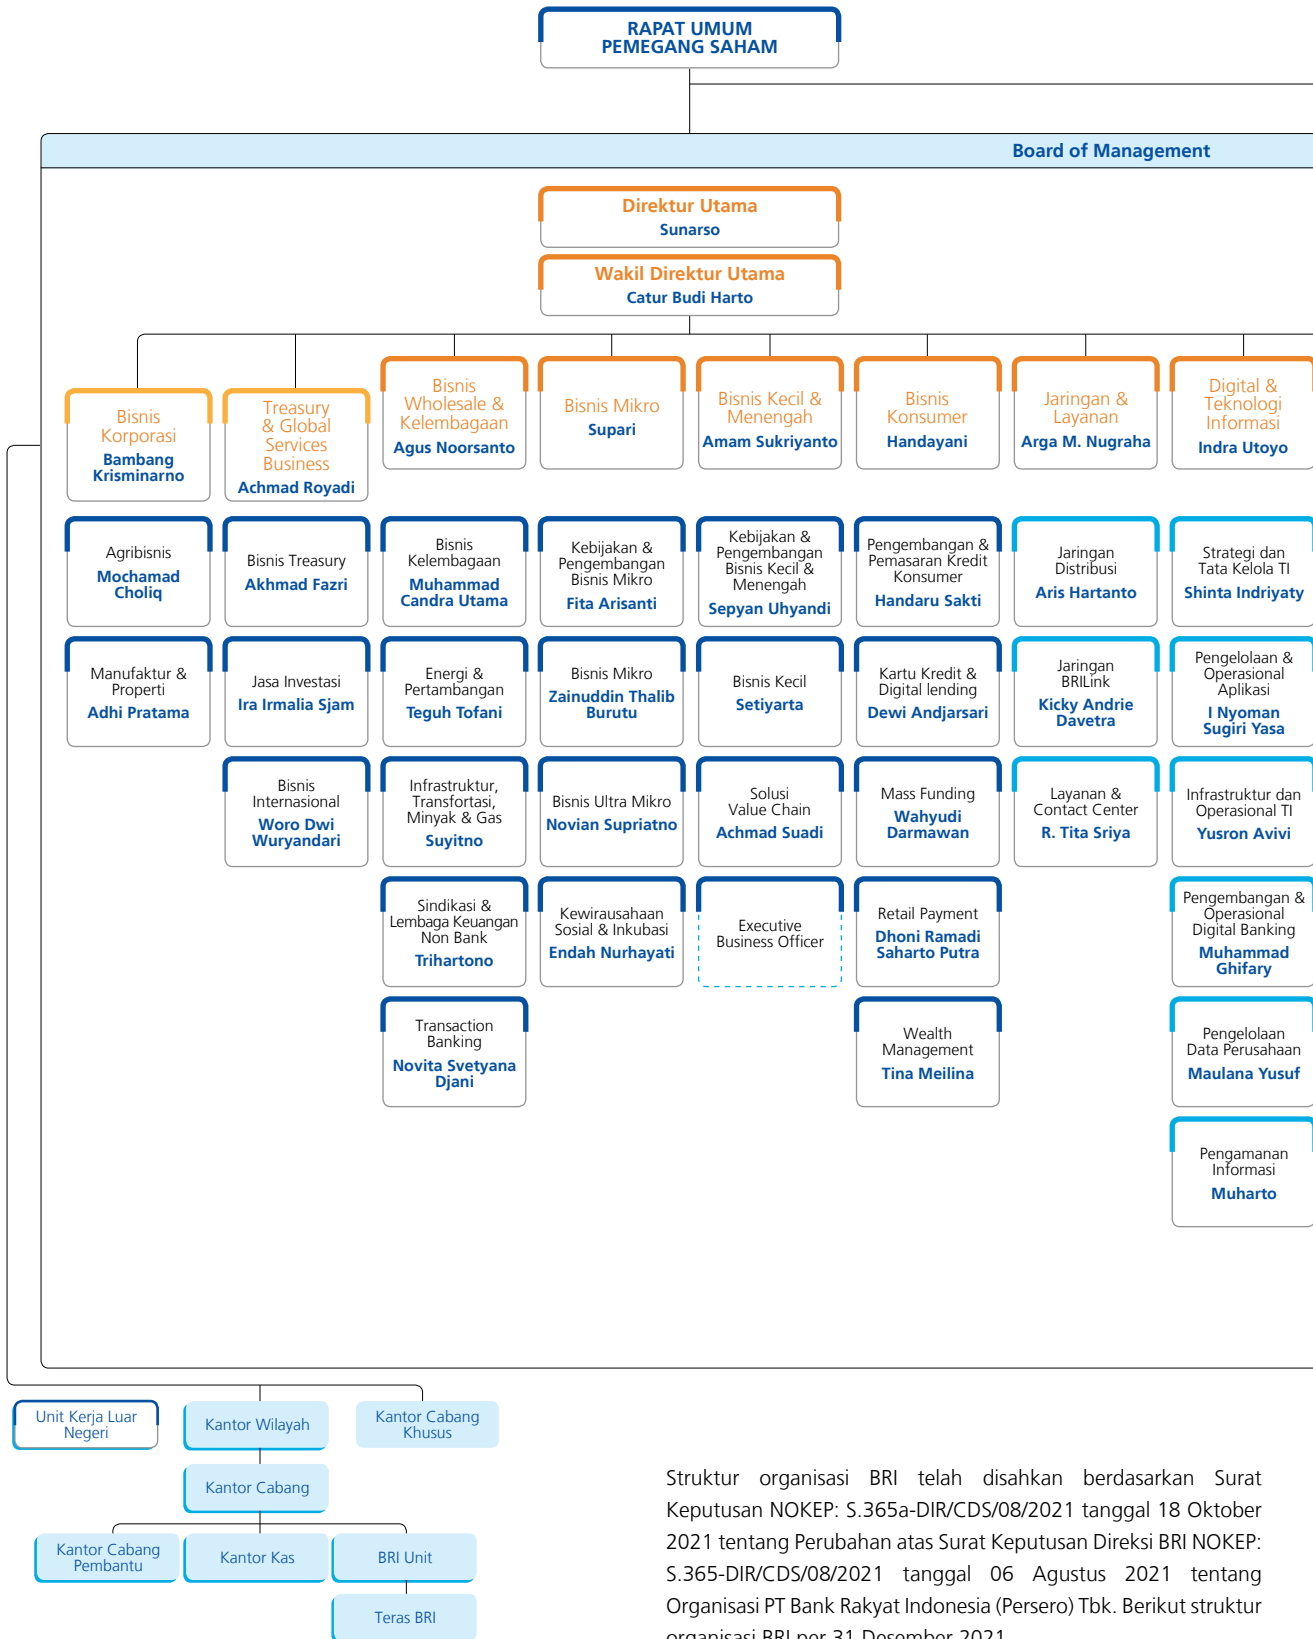 RAPAT UMUM
PEMEGANG SAHAM
Board of Management
Direktur Utama
Sunarso
Wakil Direktur Utama
Catur Budi Harto
Bisnis
Korporasi
Bambang
Krisminarno
Treasury
& Global
Services
Business
Achmad Royadi
Bisnis
Wholesale &
Kelembagaan
Agus Noorsanto
Bisnis Mikro
Supari
Bisnis Kecil &
Menengah
Amam Sukriyanto
Bisnis
Konsumer
Handayani
Jaringan &
Layanan
Arga M. Nugraha
Digital &
Teknologi
Informasi
Indra Utoyo
Agribisnis
Mochamad
Choliq
Bisnis Treasury
Akhmad Fazri
Bisnis
Kelembagaan
Muhammad
Candra Utama
Kebijakan &
Pengembangan
Bisnis Mikro
Fita Arisanti
Kebijakan &
Pengembangan
Bisnis Kecil &
Menengah
Sepyan Uhyandi
Pengembangan &
Pemasaran Kredit
Konsumer
Handaru Sakti
Jaringan
Distribusi
Aris Hartanto
Strategi dan
Tata Kelola TI
Shinta Indriyaty
Manufaktur &
Properti
Adhi Pratama
Jasa Investasi
Ira Irmalia Sjam
Energi &
Pertambangan
Teguh Tofani
Bisnis Mikro
Zainuddin Thalib
Burutu
Bisnis Kecil
Setiyarta
Kartu Kredit &
Digital lending
Dewi Andjarsari
Jaringan
BRILink
Kicky Andrie
Davetra
Pengelolaan &
Operasional
Aplikasi
I Nyoman
Sugiri Yasa
Bisnis
Internasional
Woro Dwi
Wuryandari
Infrastruktur,
Transfortasi,
Minyak & Gas
Suyitno
Bisnis Ultra Mikro
Novian Supriatno
Solusi
Value Chain
Achmad Suadi
Mass Funding
Wahyudi
Darmawan
Layanan &
Contact Center
R. Tita Sriya
Infrastruktur dan
Operasional TI
Yusron Avivi
Sindikasi &
Lembaga Keuangan
Non Bank
Trihartono
Kewirausahaan
Sosial & Inkubasi
Endah Nurhayati
Executive
Business Officer
Retail Payment
Dhoni Ramadi
Saharto Putra
Pengembangan &
Operasional
Digital Banking
Muhammad
Ghifary
Transaction
Banking
Novita Svetyana
Djani
Wealth
Management
Tina Meilina
Pengelolaan
Data Perusahaan
Maulana Yusuf
Pengamanan
Informasi
Muharto
Unit Kerja Luar
Negeri
Kantor Wilayah
Kantor Cabang
Khusus
Kantor Cabang
Kantor Cabang
Pembantu
Kantor Kas
BRI Unit
Teras BRI
Struktur organisasi BRI telah disahkan berdasarkan Surat
Keputusan NOKEP: S.365a-DIR/CDS/08/2021 tanggal 18 Oktober
2021 tentang Perubahan atas Surat Keputusan Direksi BRI NOKEP:
S.365-DIR/CDS/08/2021 tanggal 06 Agustus 2021 tentang
Organisasi PT Bank Rakyat Indonesia (Persero) Tbk. Berikut struktur
organisasi BRI per 31 Desember 2021